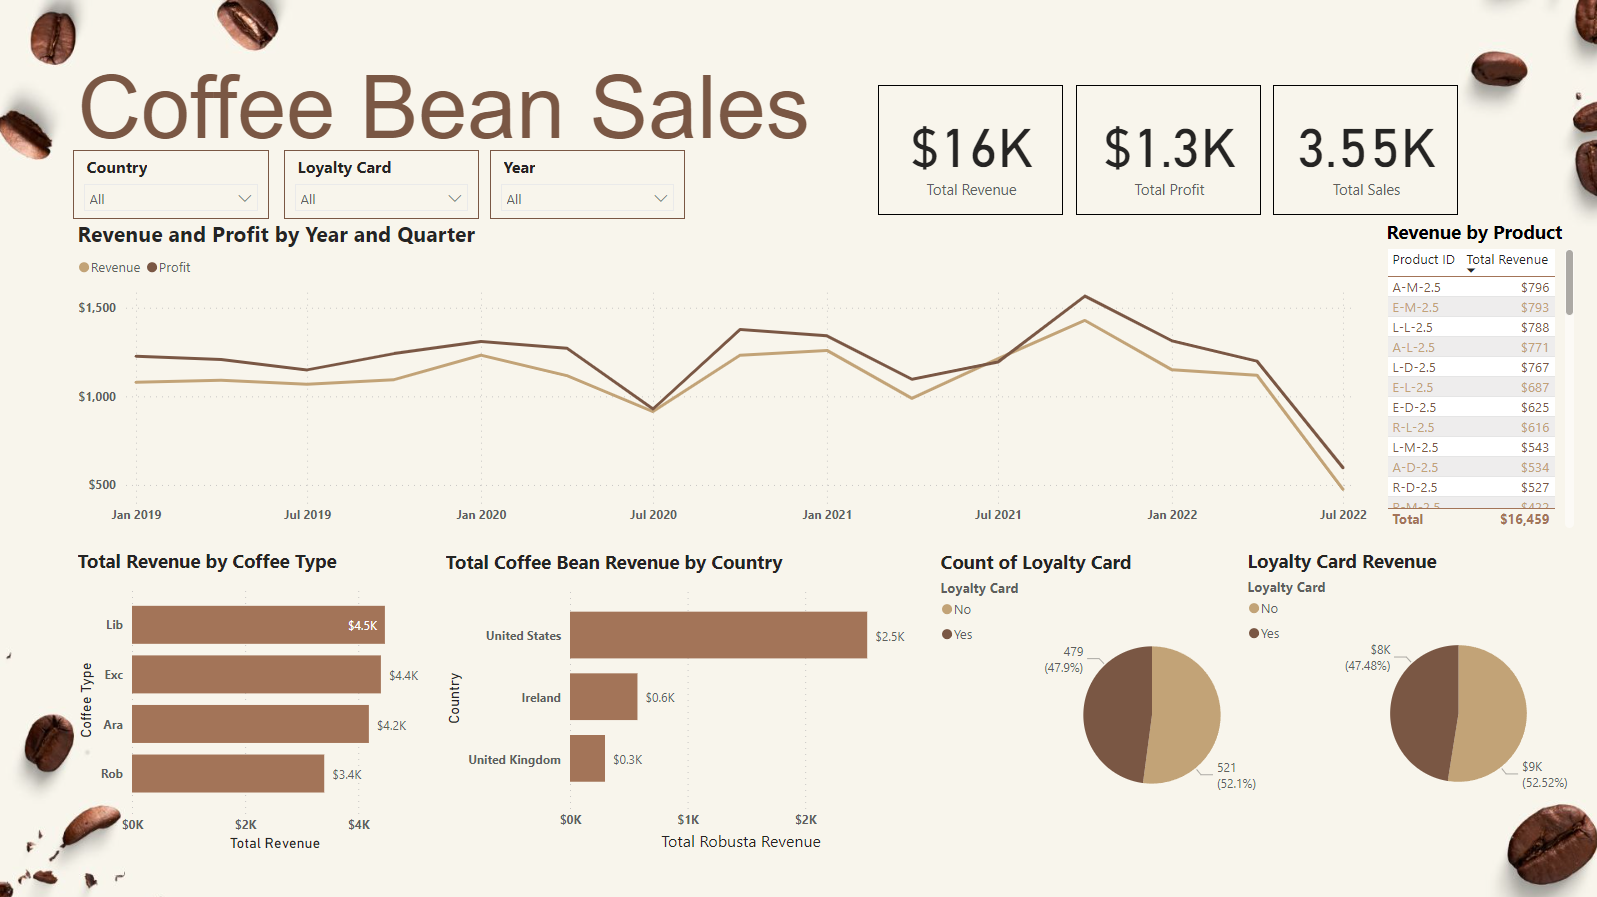 Coffee Bean Sales
Country
All
Loyalty Card
All
Year
All
$16K
Total Revenue
$1.3K
Total Profit
3.55K
Total Sales
Revenue and Profit by Year and Quarter
Revenue Profit
$1,500
$1,000
$500
Jan 2019 Jul 2019 Jan 2020 Jul 2020 Jan 2021 Jul 2021 Jan 2022 Jul 2022
Revenue by Product
Product ID Total Revenue
A-M-2.5 $796
E-M-2.5 $793
L-L-2.5 $788
A-L-2.5 $771
L-D-2.5 $767
E-L-2.5 $687
E-D-2.5 $625
R-L-2.5 $616
L-M-2.5 $543
A-D-2.5 $534
R-D-2.5 $527
Total $16,459
Total Revenue by Coffee Type
Coffee Type
Lib $4.5K
Exc $4.4K
Ara $4.2K
Rob $3.4K
$0K $2K $4K
Total Revenue
Total Coffee Bean Revenue by Country
Country
United States $2.5K
Ireland $0.6K
United Kingdom $0.3K
$0K $1K $2K
Total Robusta Revenue
Count of Loyalty Card
Loyalty Card
No
Yes
479
(47.9%)
521
(52.1%)
Loyalty Card Revenue
Loyalty Card
No
Yes
$8K
(47.48%)
$9K
(52.52%)